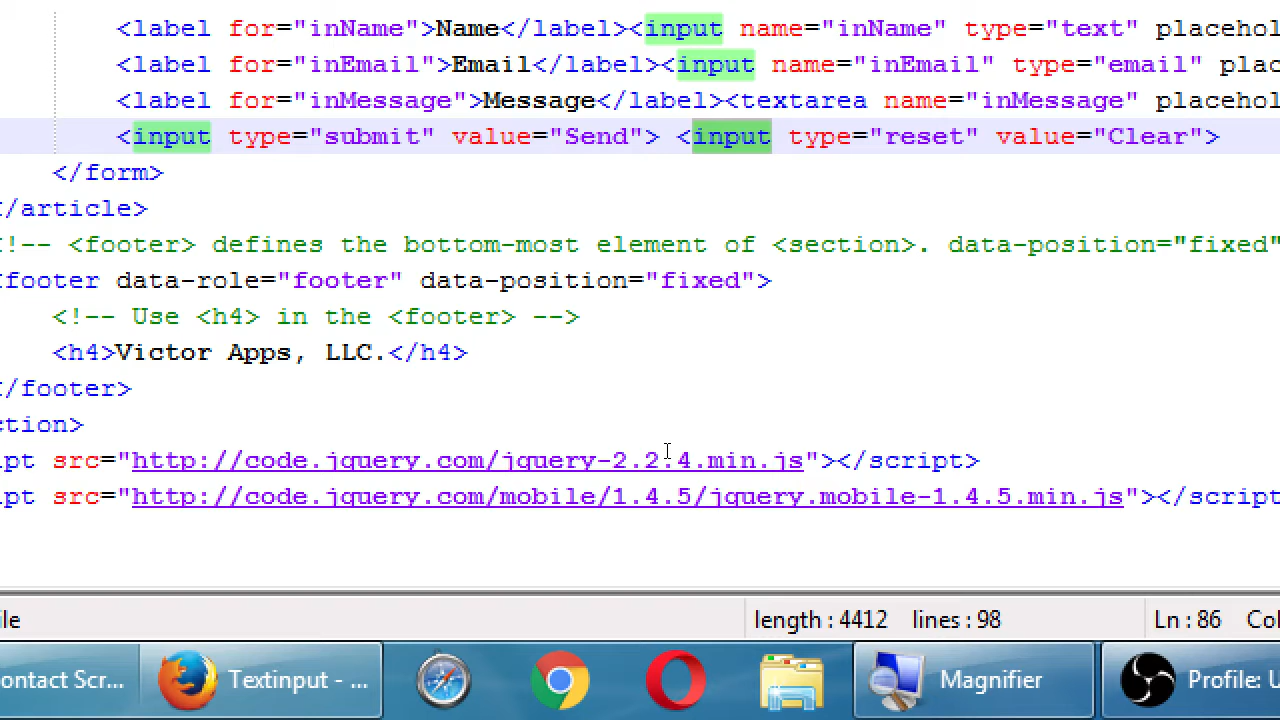 <label for="inName">Name</label><input name="inName" type="text" placehol
<label for="inEmail">Email</label><input name="inEmail" type="email" plac
<label for="inMessage">Message</label><textarea name="inMessage" placehol
<input type="submit" value="Send"> <input type="reset" value="Clear">
</form>
/article>
!-- <footer> defines the bottom-most element of <section>. data-position="fixed"
footer data-role="footer" data-position="fixed">
<!-- Use <h4> in the <footer> -->
<h4>Victor Apps, LLC.</h4>
/footer>
ction>
ipt src="http://code.jquery.com/jquery-2.2.4.min.js"></script>
ipt src="http://code.jquery.com/mobile/1.4.5/jquery.mobile-1.4.5.min.js"></script
ile length : 4412 lines : 98 Ln : 86 Col
ontact Scr... Textinput - ... Magnifier Profile: U